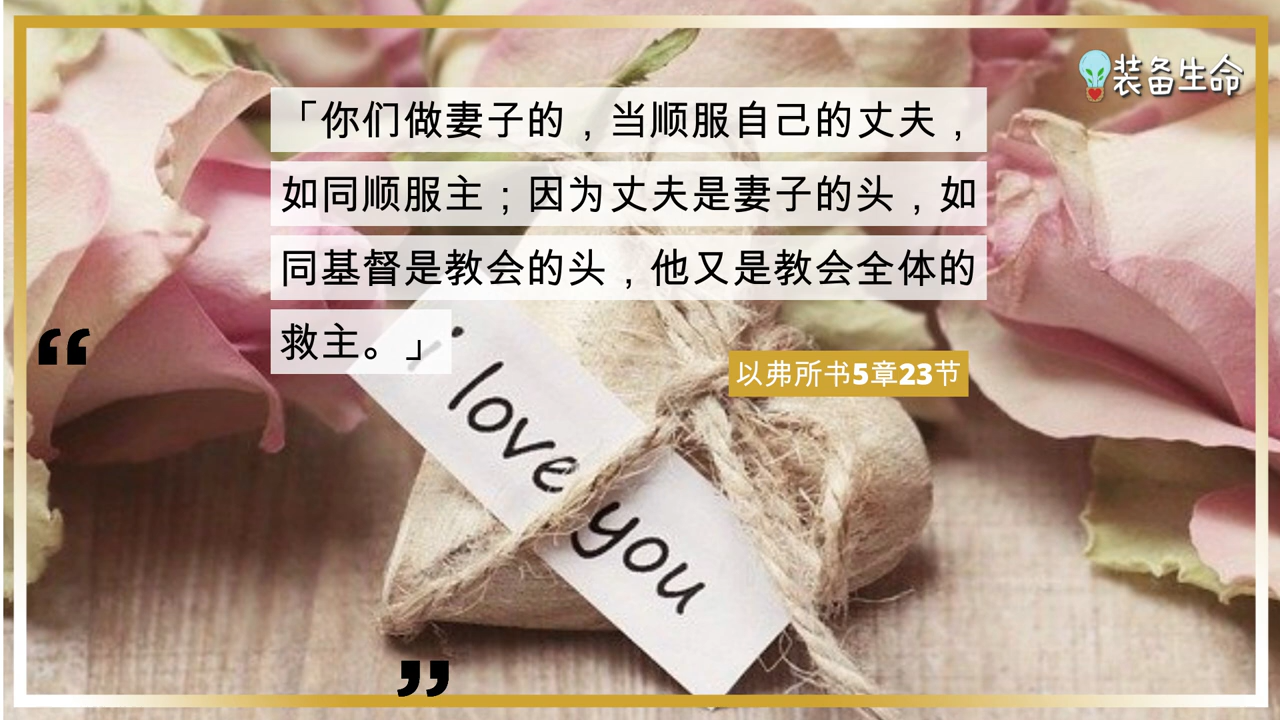 装备生命
「你们做妻子的，当顺服自己的丈夫，
如同顺服主；因为丈夫是妻子的头，如
同基督是教会的头，他又是教会全体的
救主。」
以弗所书5章23节
“
i love you
”